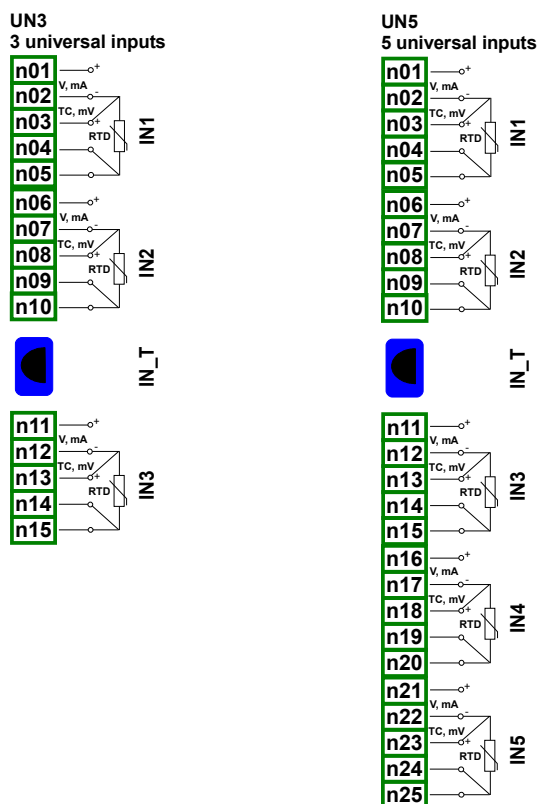 UN3
3 universal inputs
n01 +
V, mA
n02 -
TC, mV
n03 +
RTD
n04
n05
IN1
n06 +
V, mA
n07 -
TC, mV
n08 +
RTD
n09
n10
IN2
IN_T
n11 +
V, mA
n12 -
TC, mV
n13 +
RTD
n14
n15
IN3
UN5
5 universal inputs
n01 +
V, mA
n02 -
TC, mV
n03 +
RTD
n04
n05
IN1
n06 +
V, mA
n07 -
TC, mV
n08 +
RTD
n09
n10
IN2
IN_T
n11 +
V, mA
n12 -
TC, mV
n13 +
RTD
n14
n15
IN3
n16 +
V, mA
n17 -
TC, mV
n18 +
RTD
n19
n20
IN4
n21 +
V, mA
n22 -
TC, mV
n23 +
RTD
n24
n25
IN5